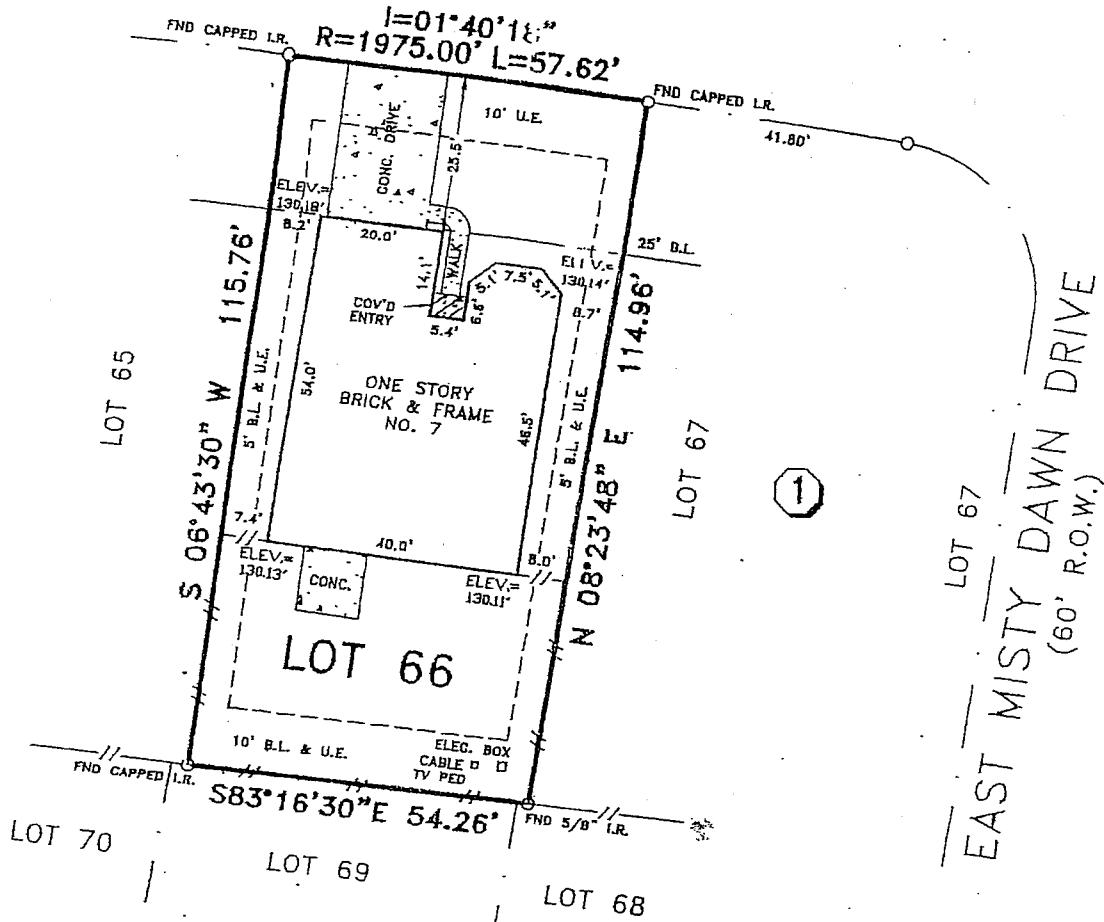 FND CAPPED I.R.
R=1975.00' L=57.62'
FND CAPPED I.R.
41.80'
10' U.E.
CONC. DRIVE
25.5'
ELEV.=
130.18'
8.2'
20.0'
25' B.L.
ELEV.=
130.14'
8.7'
WALK
14.1'
5.1'
7.5'
COV'D
ENTRY
5.4'
115.76'
114.96'
LOT 65
54.0'
ONE STORY
BRICK & FRAME
NO. 7
46.5'
5' B.L. & U.E.
5' B.L. & U.E.
S 06°43'30" W
N 08°23'48" E
LOT 67
1
LOT 67
EAST MISTY DAWN DRIVE
(60' R.O.W.)
7.4'
40.0'
8.0'
ELEV.=
130.13'
CONC.
ELEV.=
130.11'
LOT 66
10' B.L. & U.E.
ELEC. BOX
CABLE
TV PED
FND CAPPED I.R.
S83°16'30"E 54.26'
FND 5/8" I.R.
LOT 70
LOT 69
LOT 68